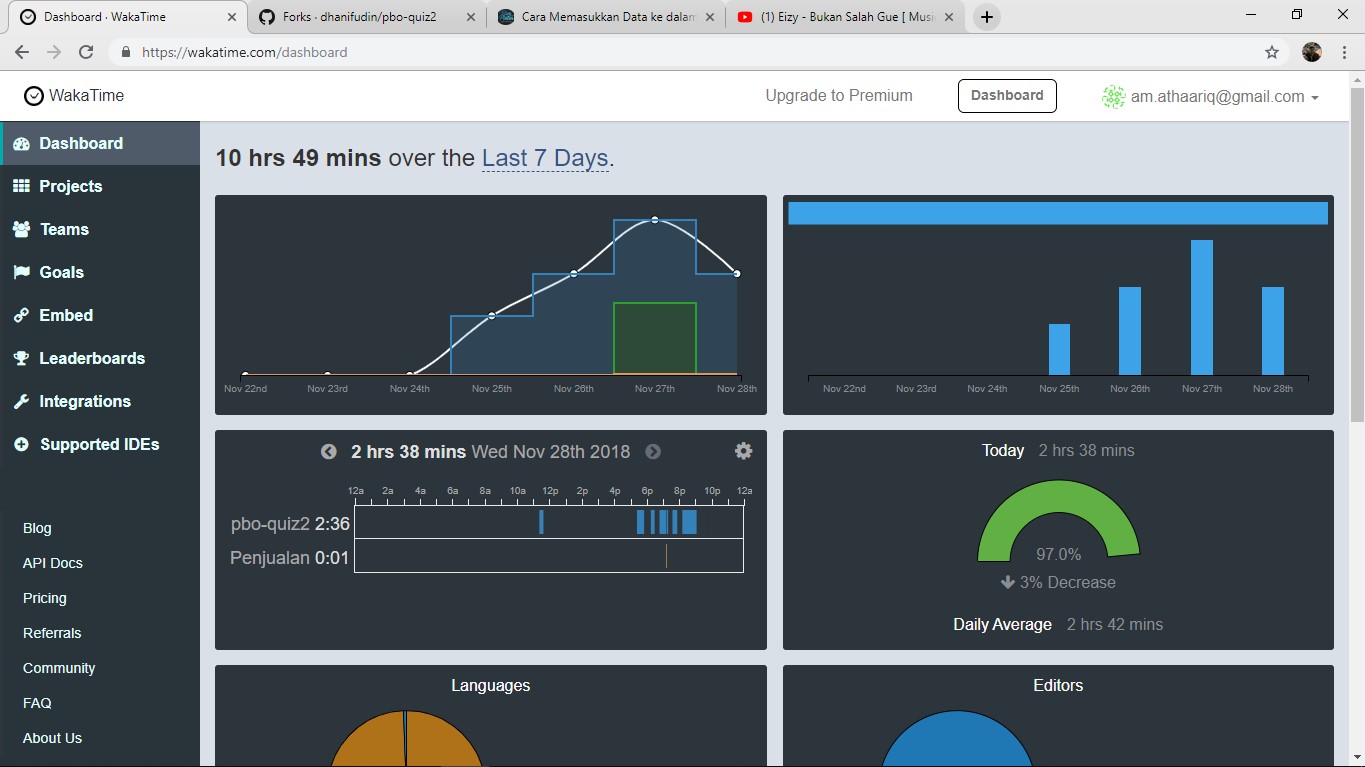 Dashboard · WakaTime
Forks · dhanifudin/pbo-quiz2
Cara Memasukkan Data ke dalam
(1) Eizy - Bukan Salah Gue [ Musi
https://wakatime.com/dashboard
WakaTime
Upgrade to Premium
Dashboard
am.athaariq@gmail.com
Dashboard
Projects
Teams
Goals
Embed
Leaderboards
Integrations
Supported IDEs
Blog
API Docs
Pricing
Referrals
Community
FAQ
About Us
10 hrs 49 mins over the Last 7 Days.
Nov 22nd Nov 23rd Nov 24th Nov 25th Nov 26th Nov 27th Nov 28th
Nov 22nd Nov 23rd Nov 24th Nov 25th Nov 26th Nov 27th Nov 28th
2 hrs 38 mins Wed Nov 28th 2018
12a 2a 4a 6a 8a 10a 12p 2p 4p 6p 8p 10p 12a
pbo-quiz2 2:36
Penjualan 0:01
Today 2 hrs 38 mins
97.0%
3% Decrease
Daily Average 2 hrs 42 mins
Languages
Editors